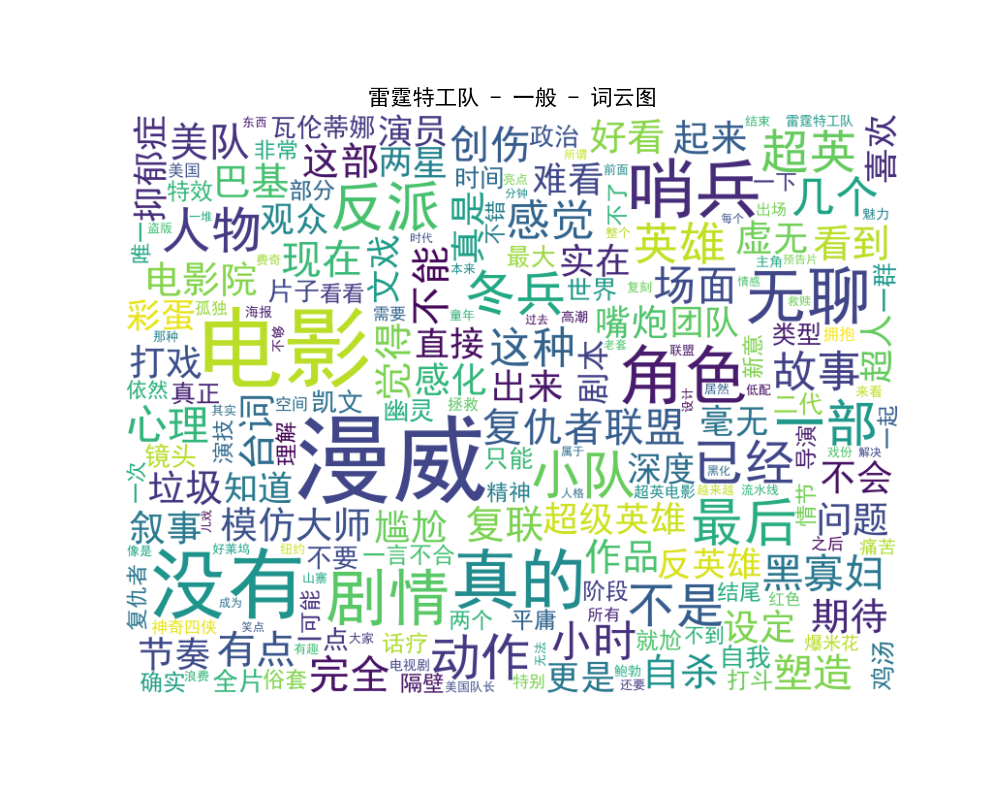 雷霆特工队 - 一般 - 词云图
抑郁症
美队
东西
瓦伦蒂娜
演员
创伤
政治
好看
起来
所谓
超英
结束
雷霆特工队
喜欢
美国
一堆
非常
这部
两星
时间
亮点
难看
前面
哨兵
一下
几个
魅力
盗版
特效
巴基
部分
反派
真是
不错
分钟
感觉
不了
每个
出场
唯一
人物
观众
整个
英雄
虚无
看到
费奇
现在
文戏
时代
不能
本来
最大
实在
主角
预告片
电影院
片子
看看
冬兵
世界
复刻
场面
情感
无聊
一群
彩蛋
孤独
海报
需要
童年
高潮
救赎
那种
不够
电影
觉得
直接
过去
这种
老套
嘴炮团队
新意
类型
拥抱
超人
打戏
感化
出来
剧本
联盟
角色
居然
低配
故事
来看
依然
真正
设计
心理
其实
空间
凯文
幽灵
拯救
复仇者联盟
毫无
二代
一部
一起
镜头
演技
台词
理解
漫威
只能
属于
小队
深度
黑化
已经
导演
戏份
解决
不会
一次
垃圾
知道
精神
人格
超英电影
越来越
流水线
情节
叙事
儿戏
模仿大师
尴尬
复联
超级英雄
最后
问题
像是
好莱坞
纽约
不要
一言不合
作品
反英雄
之后
痛苦
复仇者
没有
山寨
成为
剧情
真的
阶段
不是
结尾
红色
黑寡妇
神奇四侠
笑点
可能
两个
平庸
所有
设定
期待
节奏
有点
有趣
点
大家
话疗
动作
无法
小时
就尴
不到
爆米花
确实
浪费
全片
俗套
完全
电视剧
隔壁
美国队长
特别
更是
鲍勃
还要
自杀
自我
打斗
塑造
鸡汤